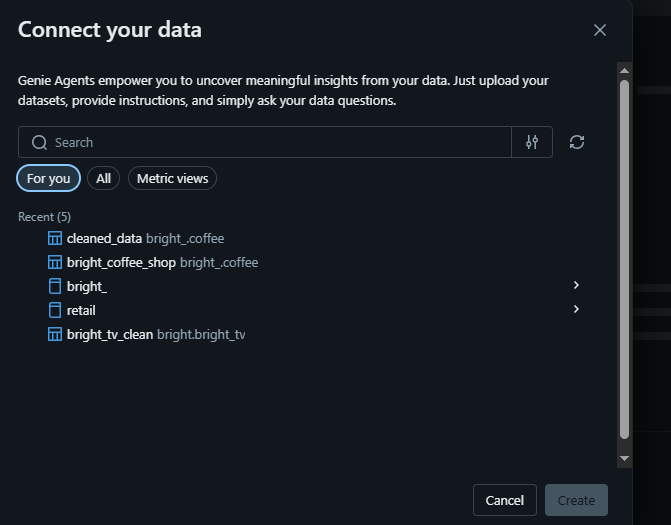 Connect your data
Genie Agents empower you to uncover meaningful insights from your data. Just upload your
datasets, provide instructions, and simply ask your data questions.
Search
For you All Metric views
Recent (5)
cleaned_data bright_.coffee
bright_coffee_shop bright_.coffee
bright_
retail
bright_tv_clean bright.bright_tv
Cancel Create